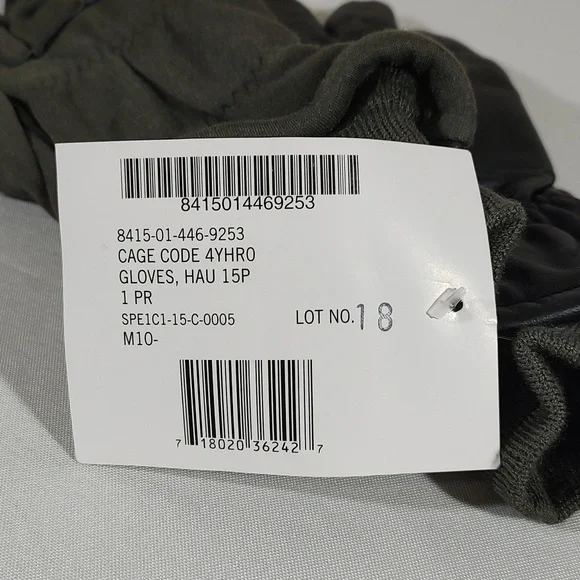 8415014469253
8415-01-446-9253
CAGE CODE 4YHRO
GLOVES, HAU 15P
1 PR
SPE1C1-15-C-0005 LOT NO. 18
M10-
7 18020 36242 7